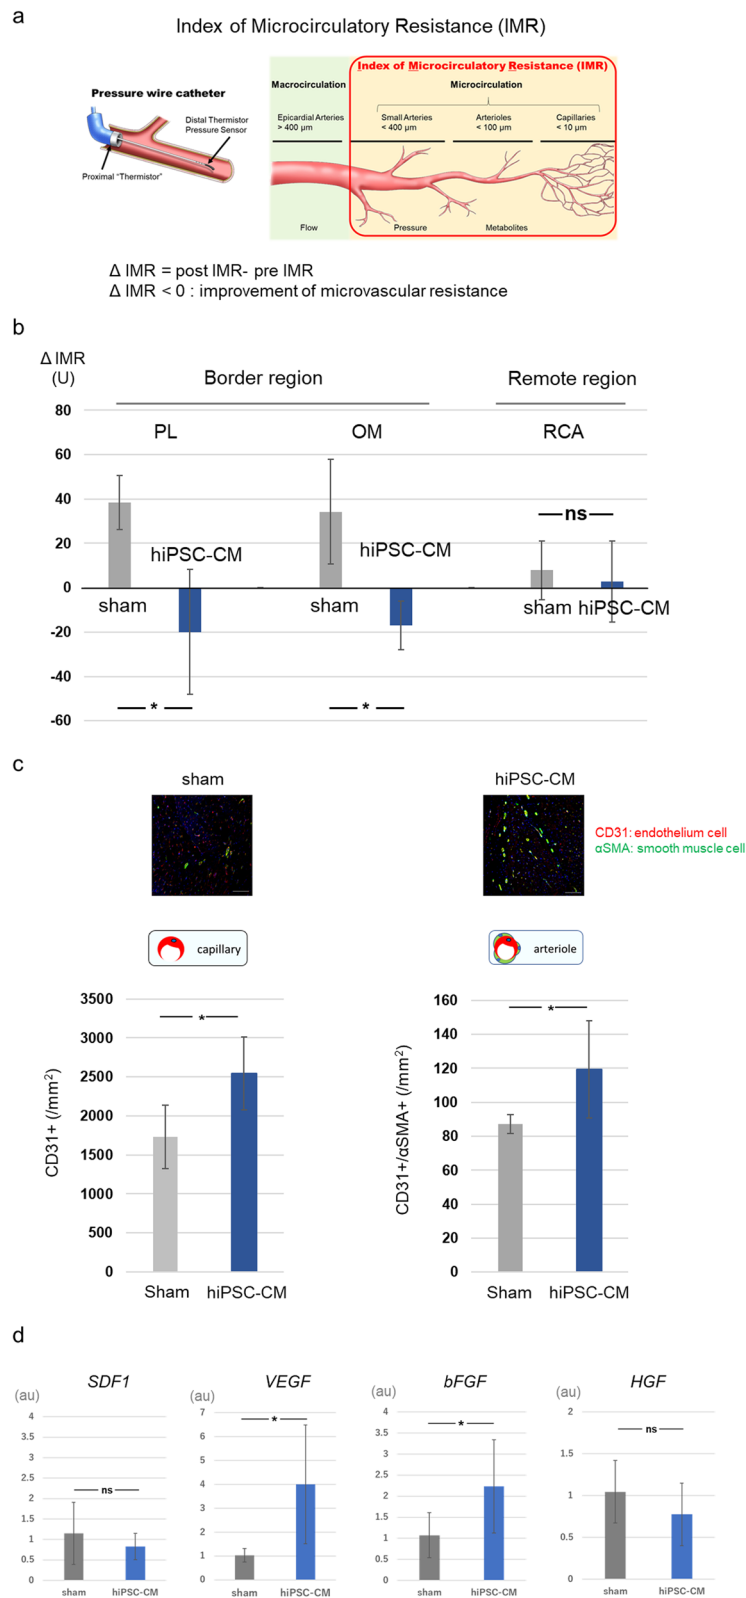 a
Index of Microcirculatory Resistance (IMR)
Pressure wire catheter
Distal Thermistor
Pressure Sensor
Proximal "Thermistor"
Index of Microcirculatory Resistance (IMR)
Macrocirculation
Microcirculation
Epicardial Arteries
> 400 µm
Small Arteries
< 400 µm
Arterioles
< 100 µm
Capillaries
< 10 µm
Flow
Pressure
Metabolites
Δ IMR = post IMR- pre IMR
Δ IMR < 0 : improvement of microvascular resistance
b
Δ IMR
(U)
Border region
Remote region
80
60
40
20
0
-20
-40
-60
PL
OM
RCA
hiPSC-CM
sham
*
hiPSC-CM
sham
*
ns
sham
hiPSC-CM
c
sham
hiPSC-CM
CD31: endothelium cell
αSMA: smooth muscle cell
capillary
arteriole
CD31+ (/mm²)
3500
3000
2500
2000
1500
1000
500
0
*
Sham
hiPSC-CM
CD31+/αSMA+ (/mm²)
160
140
120
100
80
60
40
20
0
*
Sham
hiPSC-CM
d
SDF1
(au)
4
3.5
3
2.5
2
1.5
1
0.5
0
ns
sham
hiPSC-CM
VEGF
(au)
7
6
5
4
3
2
1
0
*
sham
hiPSC-CM
bFGF
(au)
4
3.5
3
2.5
2
1.5
1
0.5
0
*
sham
hiPSC-CM
HGF
(au)
2
1.5
1
0.5
0
ns
sham
hiPSC-CM